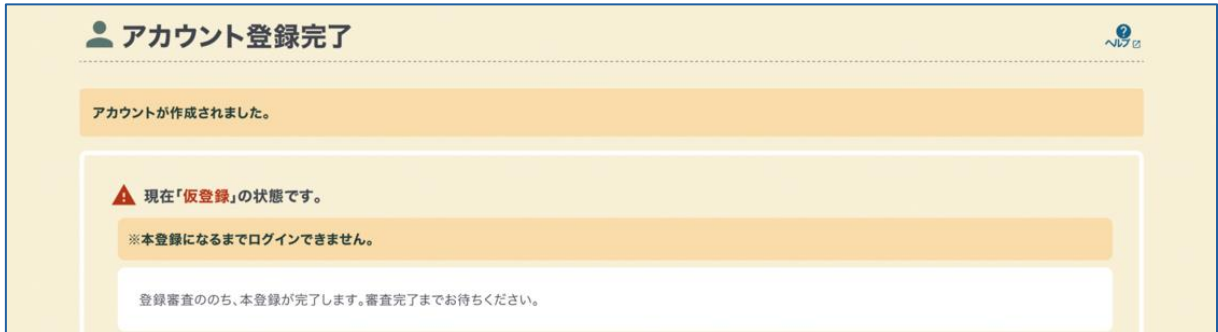 アカウント登録完了
ヘルプ
アカウントが作成されました。
現在「仮登録」の状態です。
※本登録になるまでログインできません。
登録審査ののち、本登録が完了します。審査完了までお待ちください。